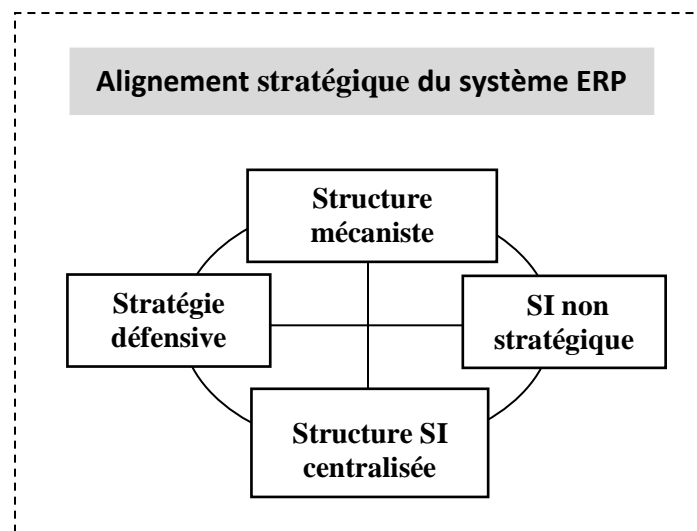 Alignement stratégique du système ERP
Structure
mécaniste
Stratégie
défensive
SI non
stratégique
Structure SI
centralisée